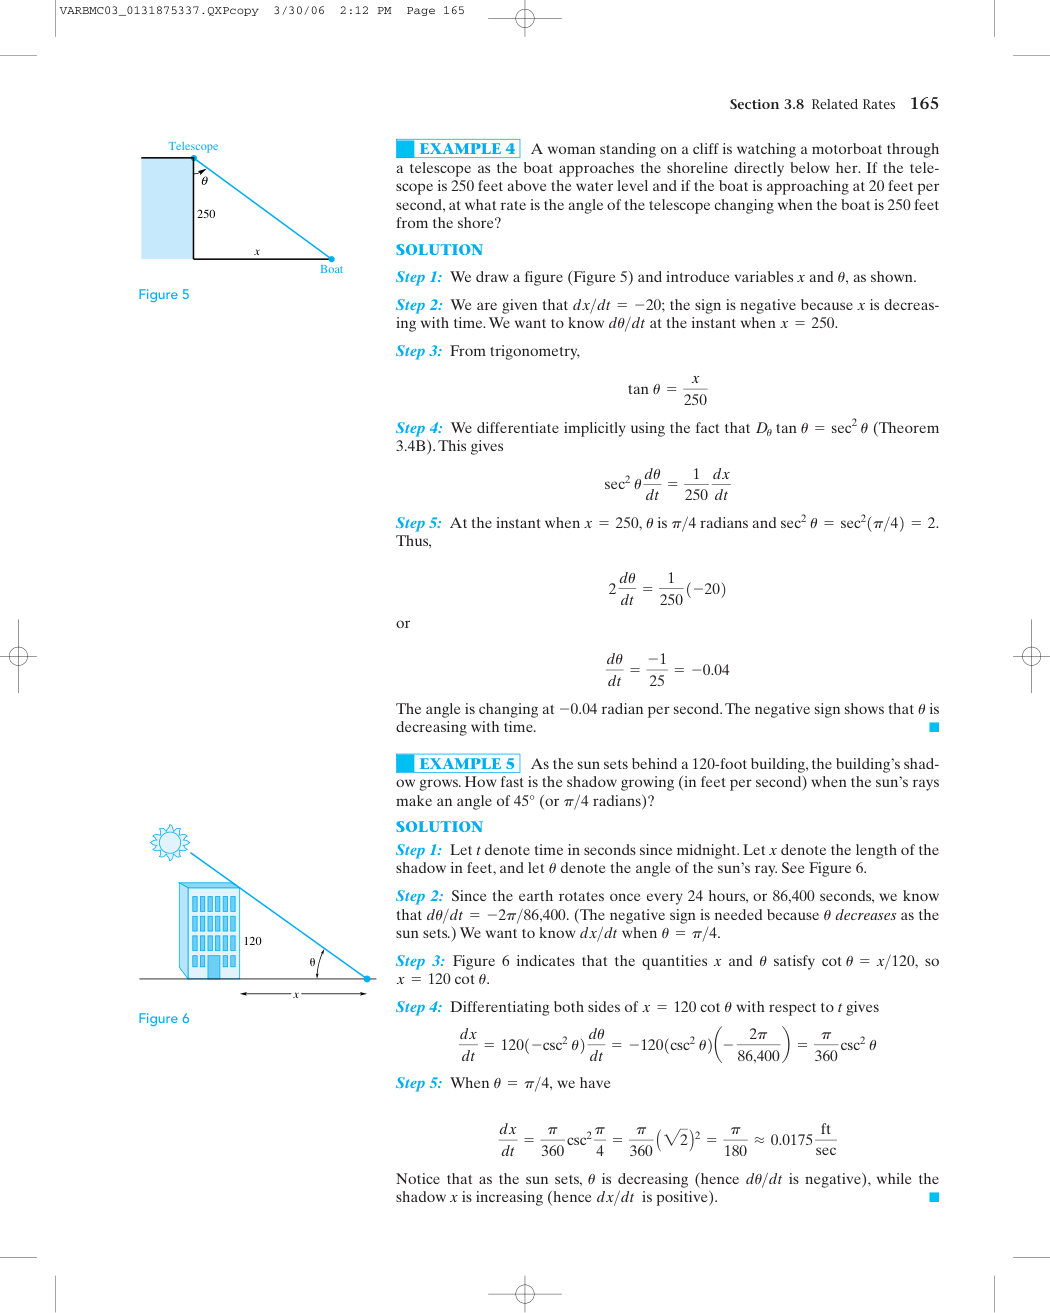 VARBMC03_0131875337.QXPcopy 3/30/06 2:12 PM Page 165
Section 3.8 Related Rates 165
Telescope
θ
250
x
Boat
Figure 5
EXAMPLE 4 A woman standing on a cliff is watching a motorboat through
a telescope as the boat approaches the shoreline directly below her. If the tele-
scope is 250 feet above the water level and if the boat is approaching at 20 feet per
second, at what rate is the angle of the telescope changing when the boat is 250 feet
from the shore?
SOLUTION
Step 1: We draw a figure (Figure 5) and introduce variables x and θ, as shown.
Step 2: We are given that dx/dt = −20; the sign is negative because x is decreas-
ing with time. We want to know dθ/dt at the instant when x = 250.
Step 3: From trigonometry,
tan θ = x/250
Step 4: We differentiate implicitly using the fact that Dθ tan θ = sec² θ (Theorem
3.4B). This gives
sec² θ dθ/dt = 1/250 dx/dt
Step 5: At the instant when x = 250, θ is π/4 radians and sec² θ = sec²(π/4) = 2.
Thus,
2 dθ/dt = 1/250 (−20)
or
dθ/dt = −1/25 = −0.04
The angle is changing at −0.04 radian per second. The negative sign shows that θ is
decreasing with time.
EXAMPLE 5 As the sun sets behind a 120-foot building, the building's shad-
ow grows. How fast is the shadow growing (in feet per second) when the sun's rays
make an angle of 45° (or π/4 radians)?
SOLUTION
Step 1: Let t denote time in seconds since midnight. Let x denote the length of the
shadow in feet, and let θ denote the angle of the sun's ray. See Figure 6.
Step 2: Since the earth rotates once every 24 hours, or 86,400 seconds, we know
that dθ/dt = −2π/86,400. (The negative sign is needed because θ decreases as the
sun sets.) We want to know dx/dt when θ = π/4.
Step 3: Figure 6 indicates that the quantities x and θ satisfy cot θ = x/120, so
x = 120 cot θ.
Step 4: Differentiating both sides of x = 120 cot θ with respect to t gives
dx/dt = 120(−csc² θ) dθ/dt = −120(csc² θ)(−2π/86,400) = π/360 csc² θ
Step 5: When θ = π/4, we have
dx/dt = π/360 csc² π/4 = π/360 (√2)² = π/180 ≈ 0.0175 ft/sec
Notice that as the sun sets, θ is decreasing (hence dθ/dt is negative), while the
shadow x is increasing (hence dx/dt is positive).
120
θ
x
Figure 6